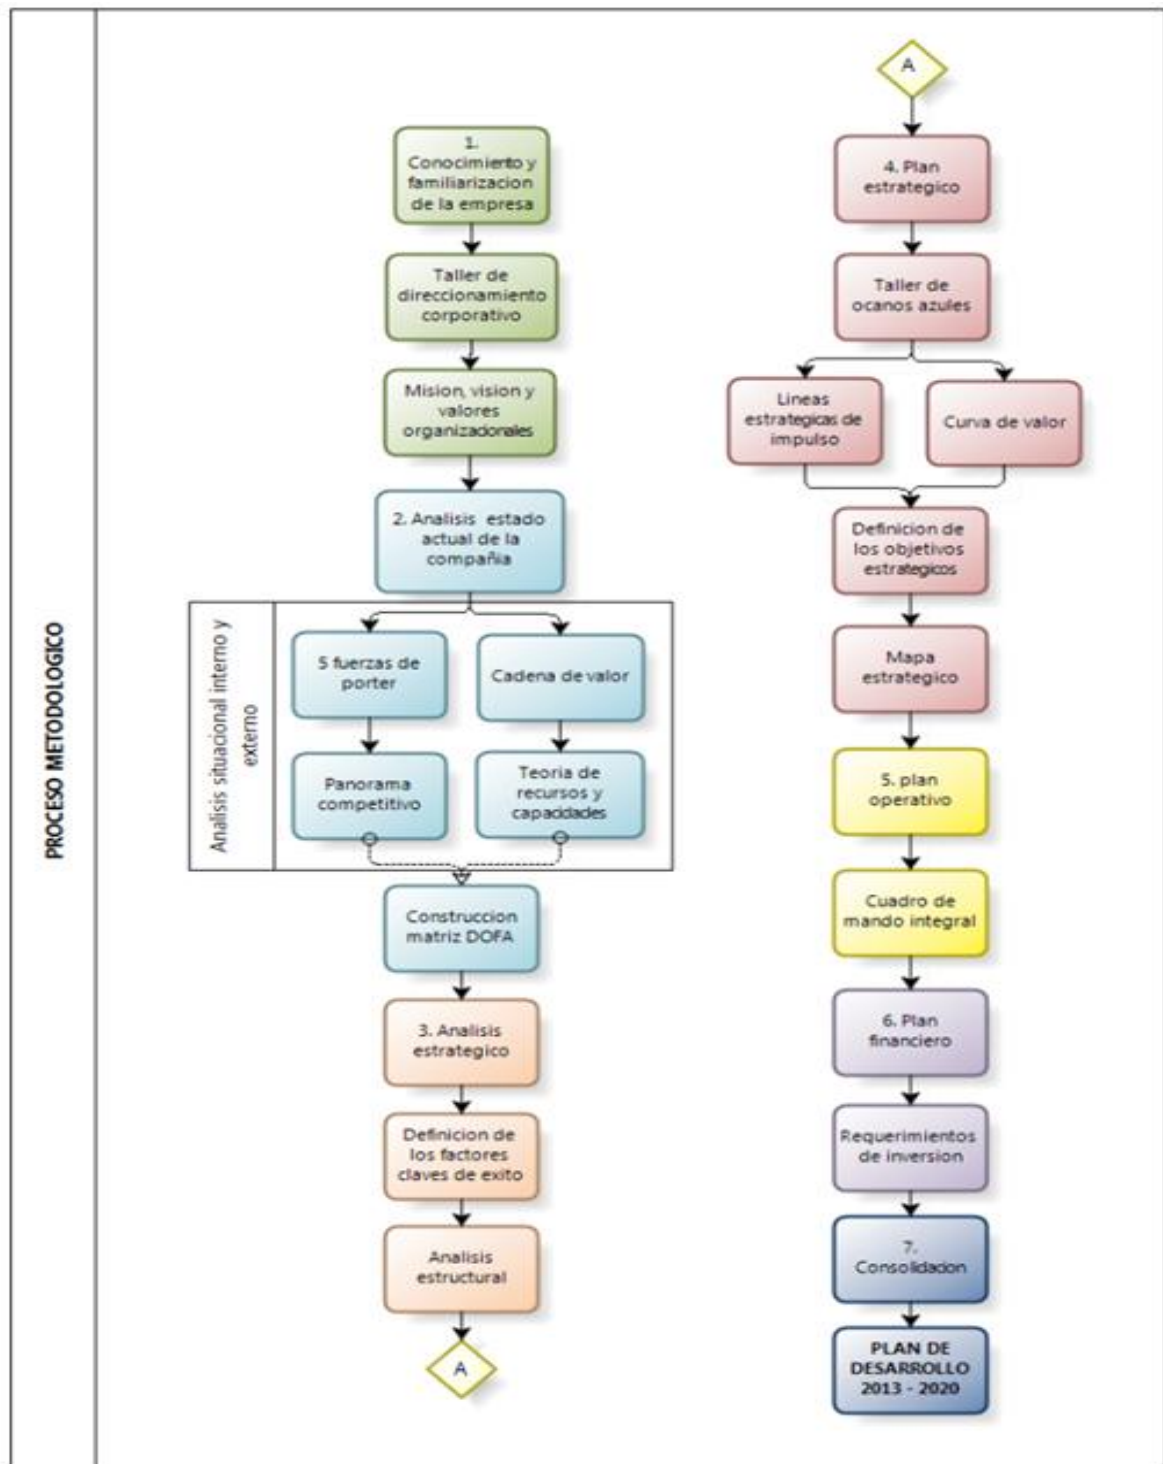 PROCESO METODOLOGICO
1.
Conocimiento y
familiarizacion
de la empresa
Taller de
direccionamiento
corporativo
Mision, vision y
valores
organizacionales
2. Analisis estado
actual de la
compañia
Analisis situacional interno y
externo
5 fuerzas de
porter
Cadena de valor
Panorama
competitivo
Teoria de
recursos y
capacidades
Construccion
matriz DOFA
3. Analisis
estrategico
Definicion de
los factores
claves de exito
Analisis
estructural
A
A
4. Plan
estrategico
Taller de
ocanos azules
Lineas
estrategicas de
impulso
Curva de valor
Definicion de
los objetivos
estrategicos
Mapa
estrategico
5. plan
operativo
Cuadro de
mando integral
6. Plan
financiero
Requerimientos
de inversion
7.
Consolidacion
PLAN DE
DESARROLLO
2013 - 2020